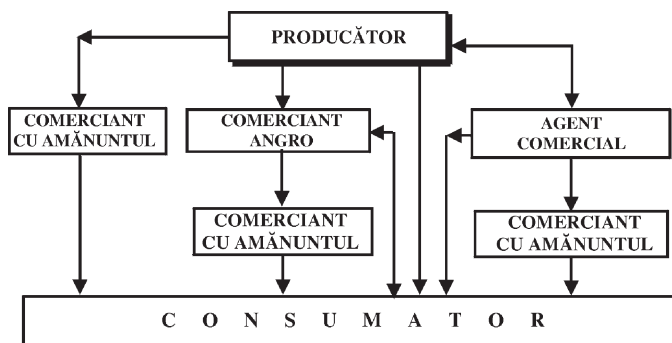 PRODUCĂTOR
COMERCIANT
CU AMĂNUNTUL
COMERCIANT
ANGRO
AGENT
COMERCIAL
COMERCIANT
CU AMĂNUNTUL
COMERCIANT
CU AMĂNUNTUL
C O N S U M A T O R